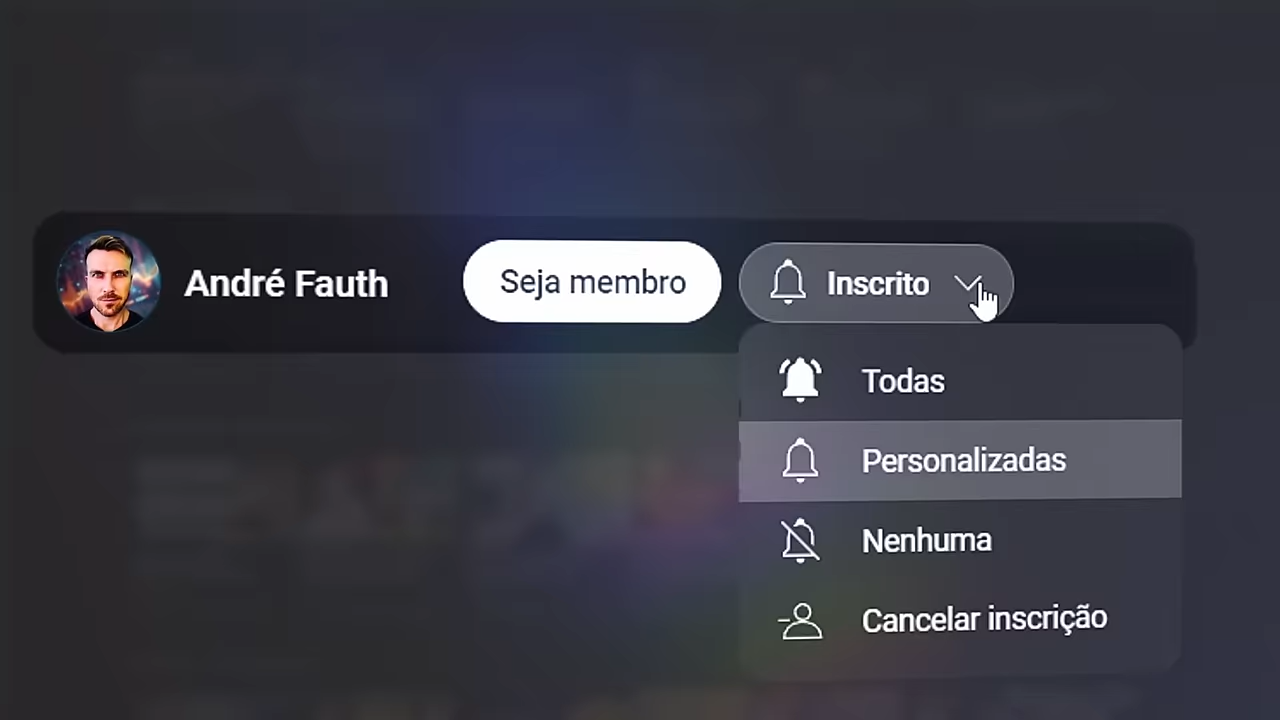 André Fauth
Seja membro
Inscrito
Todas
Personalizadas
Nenhuma
Cancelar inscrição